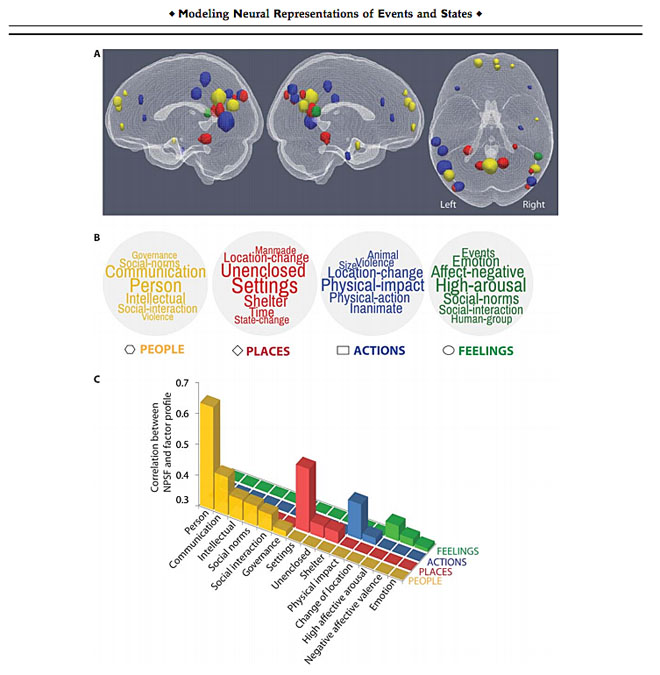 ◆ Modeling Neural Representations of Events and States ◆
A
Left
Right
B
Governance
Social-norms
Communication
Person
Intellectual
Social-interaction
Violence
Manmade
Location-change
Unenclosed
Settings
Shelter
Time
State-change
Animal
Violence
Size
Location-change
Physical-impact
Physical-action
Inanimate
Events
Emotion
Affect-negative
High-arousal
Social-norms
Social-interaction
Human-group
PEOPLE
PLACES
ACTIONS
FEELINGS
C
Correlation between
NPSF and factor profile
0.7
0.6
0.5
0.4
0.3
Person
Communication
Intellectual
Social norms
Social interaction
Governance
Settings
Unenclosed
Shelter
Physical impact
Change of location
High affective arousal
Negative affective valence
Emotion
FEELINGS
ACTIONS
PLACES
PEOPLE